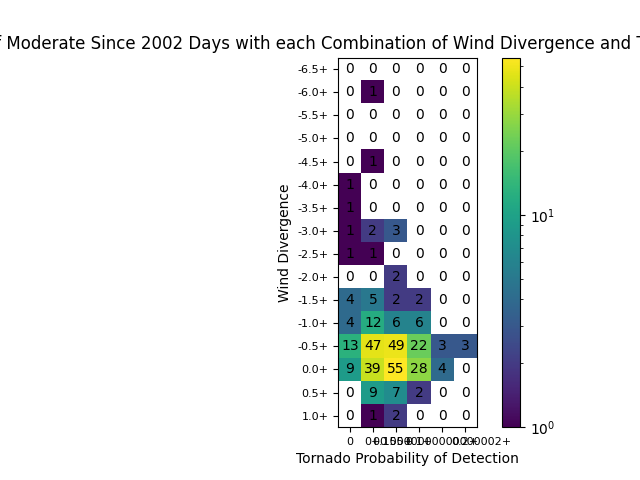 Moderate Since 2002 Days with each Combination of Wind Divergence and
-6.5+ 0 0 0 0 0 0
-6.0+ 0 1 0 0 0 0
-5.5+ 0 0 0 0 0 0
-5.0+ 0 0 0 0 0 0
-4.5+ 0 1 0 0 0 0
-4.0+ 1 0 0 0 0 0
-3.5+ 1 0 0 0 0 0
-3.0+ 1 2 3 0 0 0
-2.5+ 1 1 0 0 0 0
-2.0+ 0 0 2 0 0 0
-1.5+ 4 5 2 2 0 0
-1.0+ 4 12 6 6 0 0
-0.5+ 13 47 49 22 3 3
0.0+ 9 39 55 28 4 0
0.5+ 0 9 7 2 0 0
1.0+ 0 1 2 0 0 0
0
Tornado Probability of Detection
Wind Divergence
10¹
10⁰